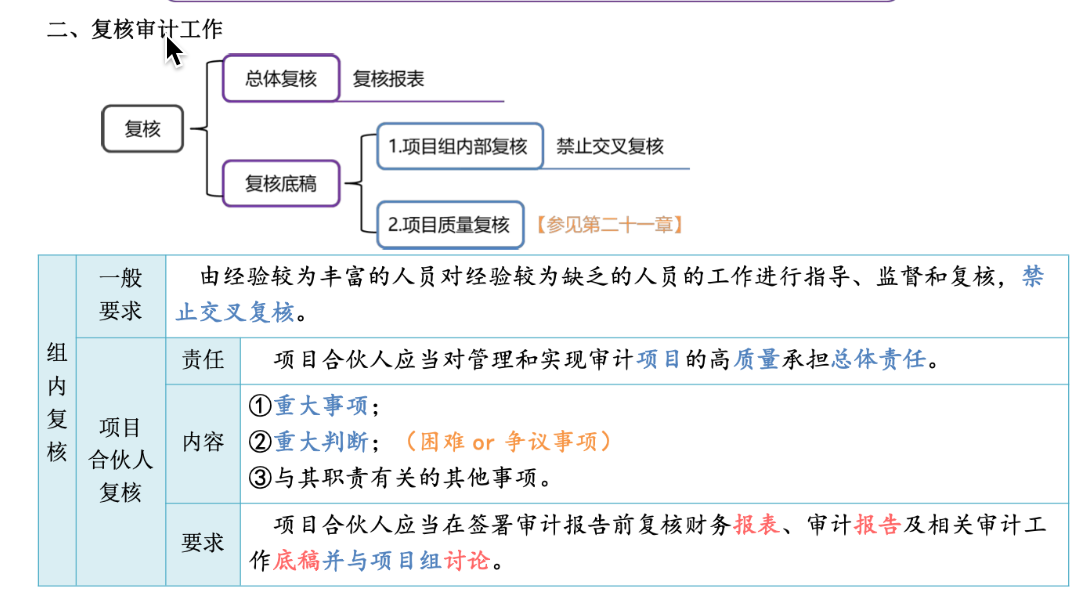 二、复核审计工作
总体复核 复核报表
复核
1.项目组内部复核 禁止交叉复核
复核底稿
2.项目质量复核 【参见第二十一章】
组内复核
一般要求
由经验较为丰富的人员对经验较为缺乏的人员的工作进行指导、监督和复核，禁
止交叉复核。
项目合伙人复核
责任
项目合伙人应当对管理和实现审计项目的高质量承担总体责任。
内容
①重大事项；
②重大判断；（困难 or 争议事项）
③与其职责有关的其他事项。
要求
项目合伙人应当在签署审计报告前复核财务报表、审计报告及相关审计工
作底稿并与项目组讨论。